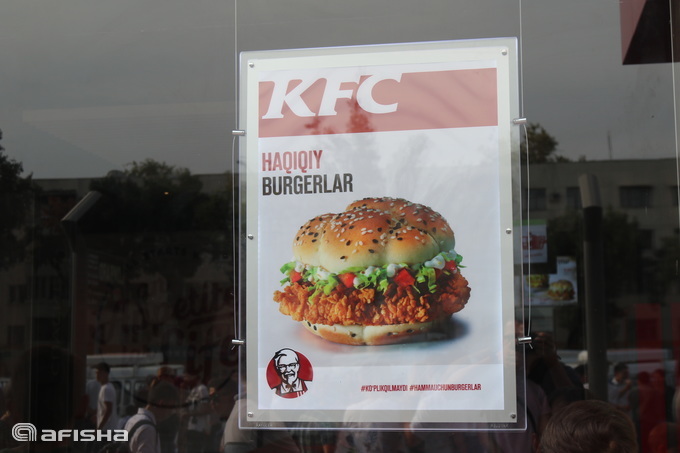 KFC
HAQIQIY
BURGERLAR
#KO'PLIKQILMAYDI #HAMMAUCHUNBURGERLAR
afisha